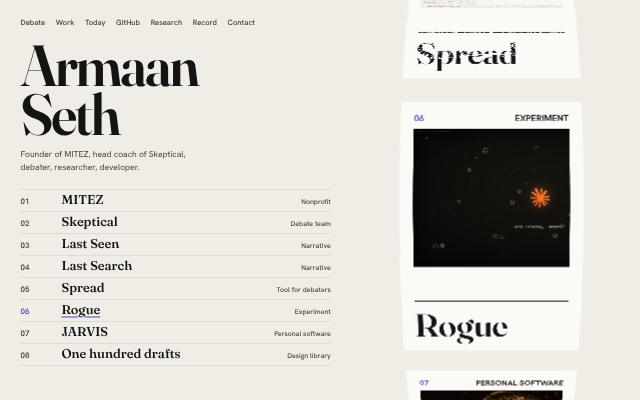 Debate Work Today GitHub Research Record Contact
Armaan
Seth
Founder of MITEZ, head coach of Skeptical,
debater, researcher, developer.
01 MITEZ Nonprofit
02 Skeptical Debate team
03 Last Seen Narrative
04 Last Search Narrative
05 Spread Tool for debaters
06 Rogue Experiment
07 JARVIS Personal software
08 One hundred drafts Design library
Spread
06 EXPERIMENT
Rogue
07 PERSONAL SOFTWARE